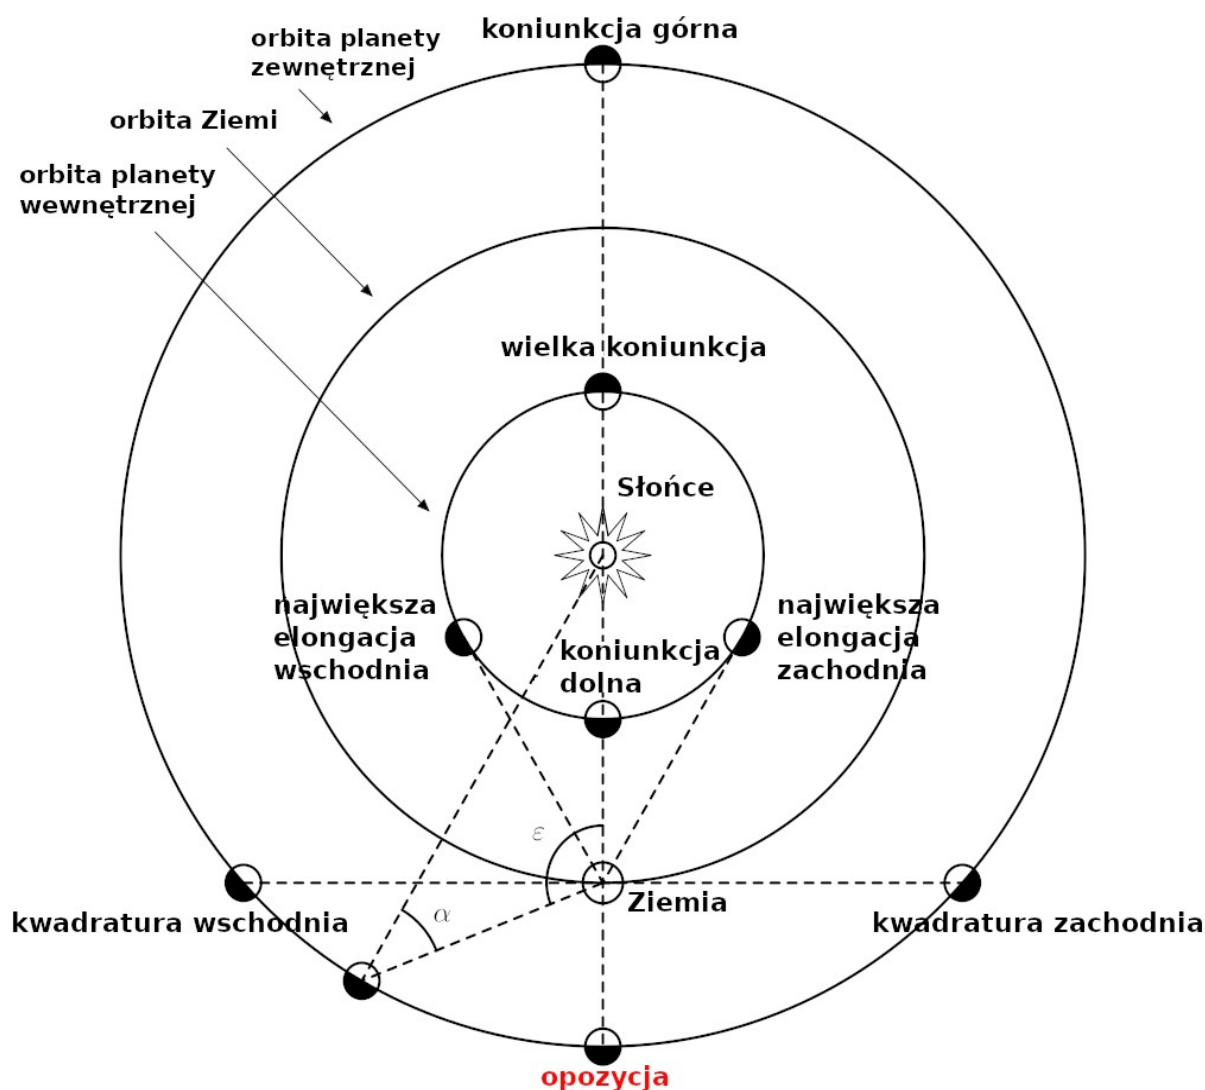 koniunkcja górna
orbita planety
zewnętrznej
orbita Ziemi
orbita planety
wewnętrznej
wielka koniunkcja
Słońce
największa
elongacja
wschodnia
koniunkcja
dolna
największa
elongacja
zachodnia
ε
Ziemia
kwadratura wschodnia
α
kwadratura zachodnia
opozycja